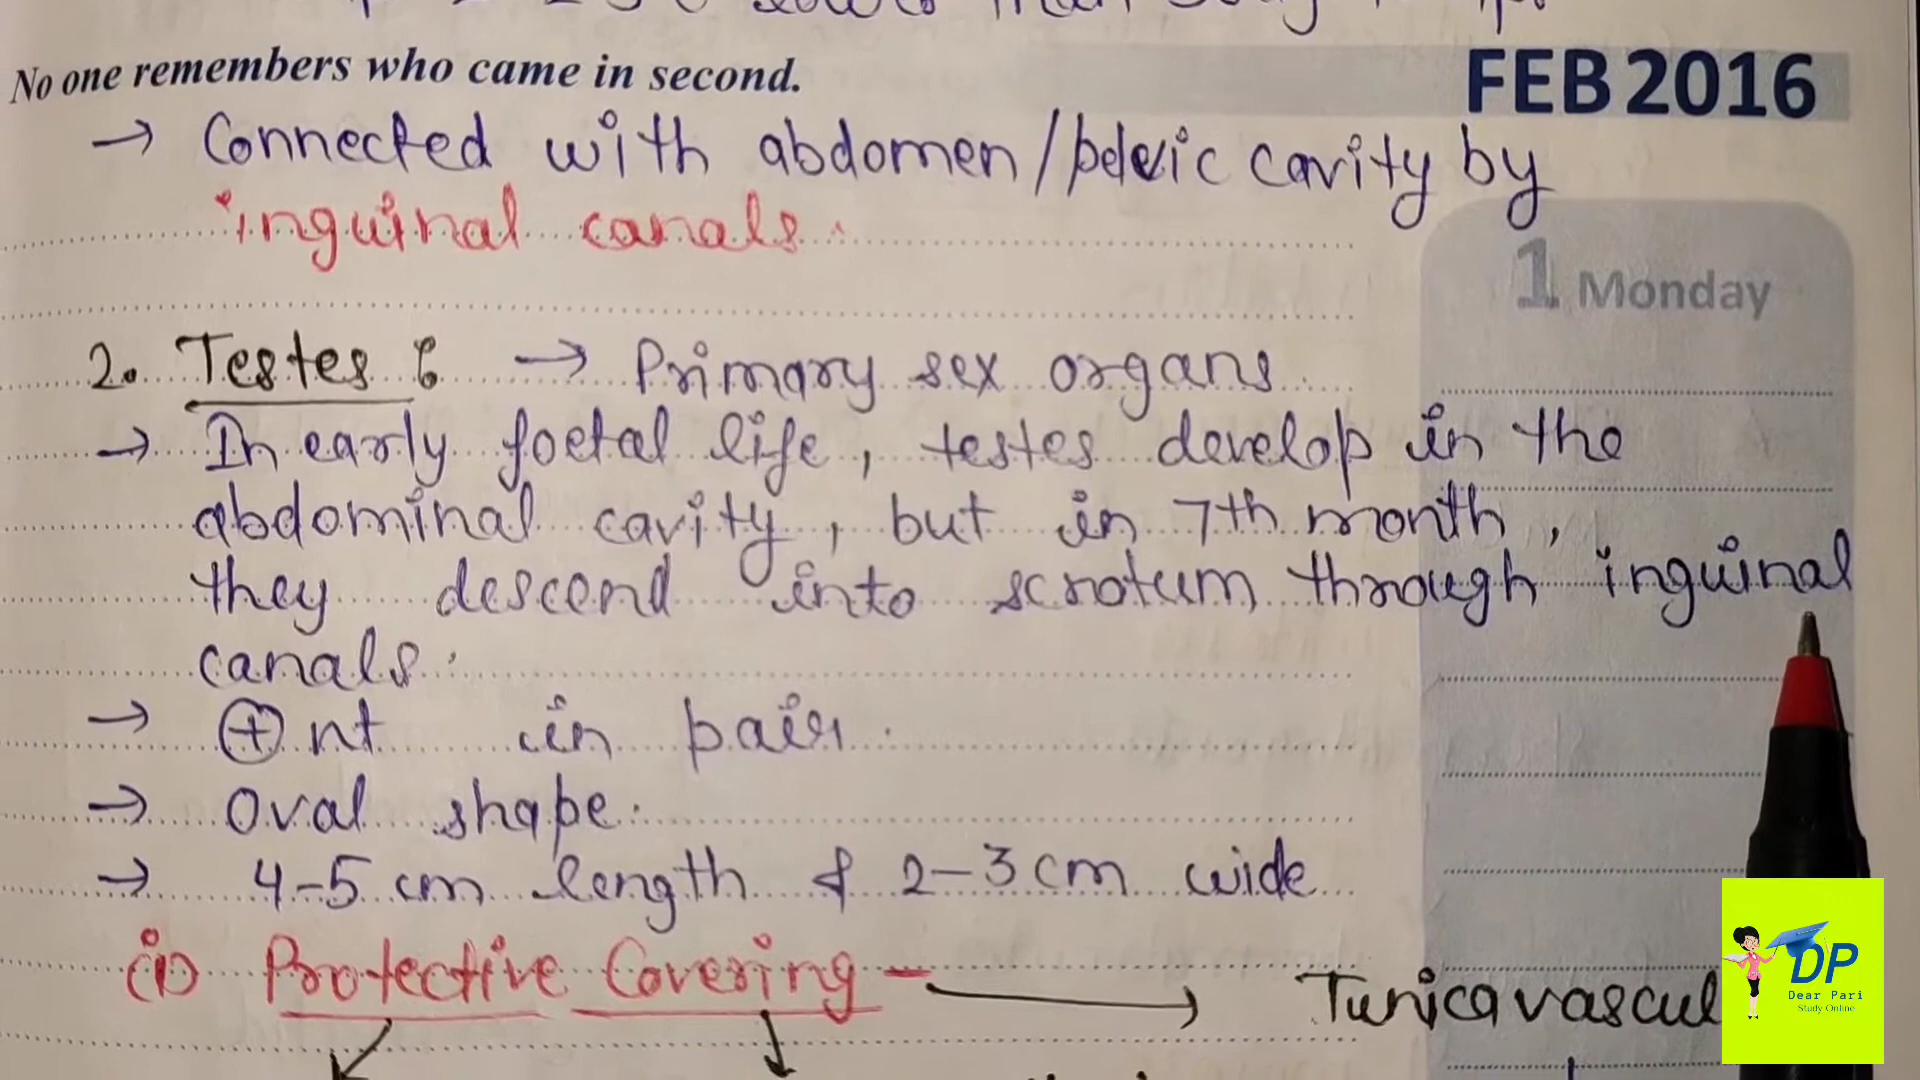 No one remembers who came in second.
FEB 2016
→ Connected with abdomen/pelvic cavity by
inguinal canals.
1 Monday
2. Testes : → Primary sex organs
→ In early foetal life, testes develop in the
abdominal cavity, but in 7th month,
they descend into scrotum through inguinal
canals.
→ ⊕nt in pair.
→ Oval shape.
→ 4-5 cm length & 2-3 cm wide
(i) Protective Covering → Tunica vascul
DP
Dear Pari
Study Online